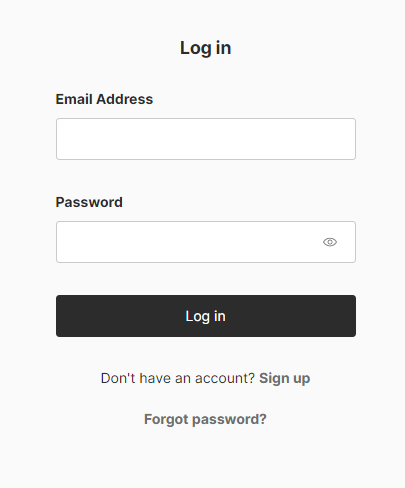 Log in
Email Address
Password
Log in
Don't have an account? Sign up
Forgot password?